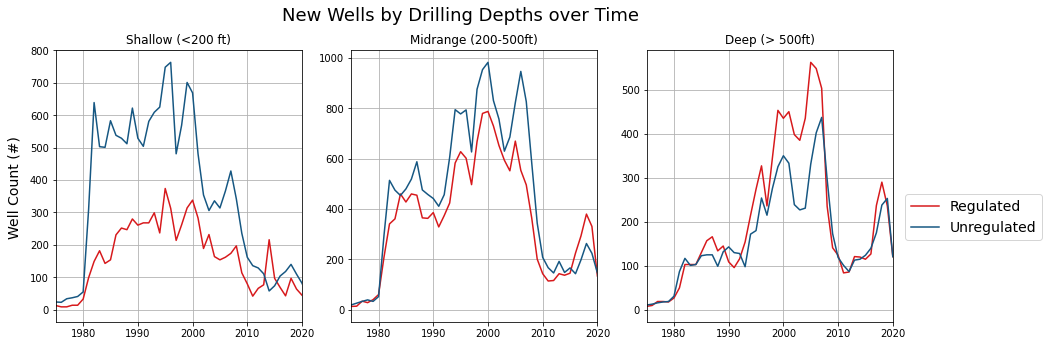 New Wells by Drilling Depths over Time
Shallow (<200 ft)
Midrange (200-500ft)
Deep (> 500ft)
Well Count (#)
800
700
600
500
400
300
200
100
0
1980 1990 2000 2010 2020
1000
800
600
400
200
0
1980 1990 2000 2010 2020
500
400
300
200
100
0
1980 1990 2000 2010 2020
Regulated
Unregulated